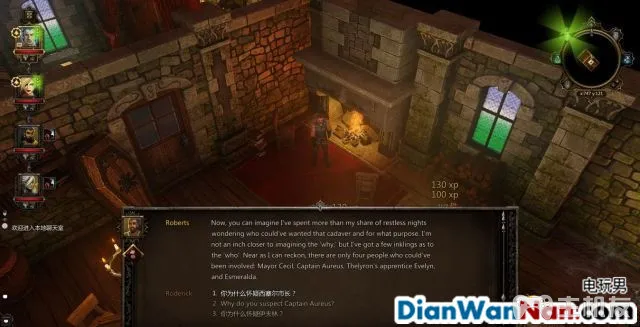 x:747 y:121
欢迎进入本地聊天室
130 xp
130 xp
Roberts
Now, you can imagine I've spent more than my share of restless nights
wondering who could've wanted that cadaver and for what purpose. I'm
not an inch closer to imagining the 'why,' but I've got a few inklings as to
the 'who'. Near as I can reckon, there are only four people who could've
been involved: Mayor Cecil, Captain Aureus, Thelyron's apprentice Evelyn,
and Esmeralda.
Roderick
1. 你为什么怀疑西塞尔市长？
2. Why do you suspect Captain Aureus?
3. 你为什么怀疑伊夫林？
电玩男
DianWanNan.com